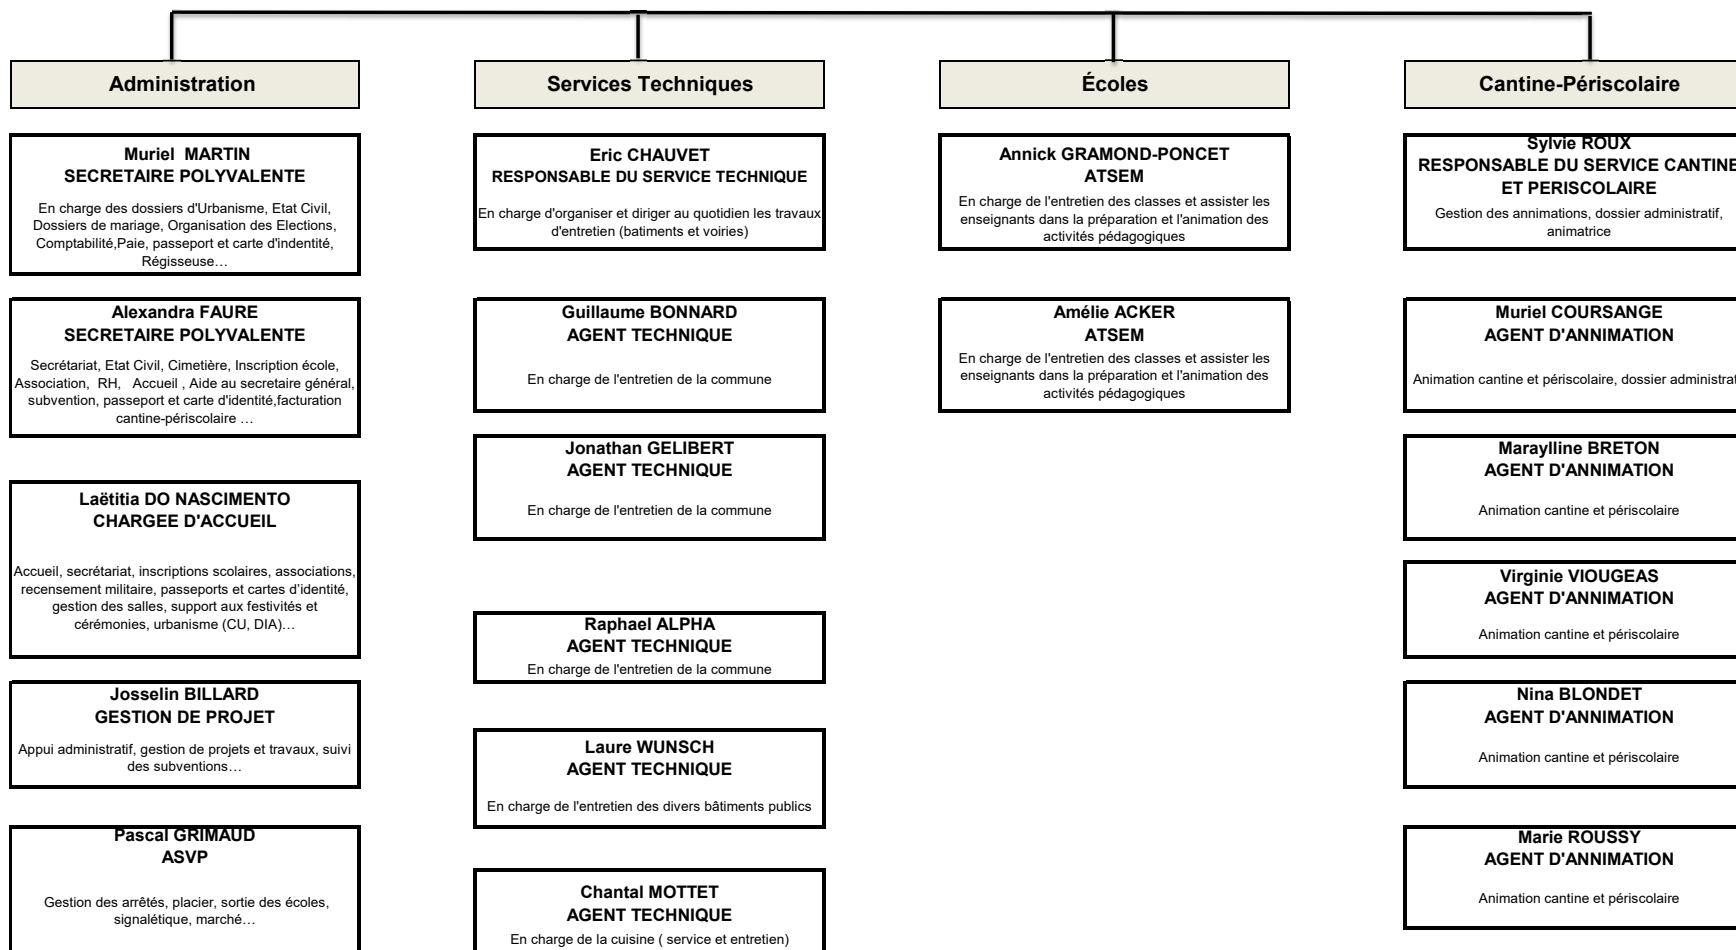 Administration
Muriel  MARTIN
SECRETAIRE POLYVALENTE
En charge des dossiers d'Urbanisme, Etat Civil,
Dossiers de mariage, Organisation des Elections,
Comptabilité,Paie, passeport et carte d'indentité,
Régisseuse…
Alexandra FAURE
SECRETAIRE POLYVALENTE
Secrétariat, Etat Civil, Cimetière, Inscription école,
Association,  RH,   Accueil , Aide au secretaire général,
subvention, passeport et carte d'identité,facturation
cantine-périscolaire …
Laëtitia DO NASCIMENTO
CHARGEE D'ACCUEIL
Accueil, secrétariat, inscriptions scolaires, associations,
recensement militaire, passeports et cartes d’identité,
gestion des salles, support aux festivités et
cérémonies, urbanisme (CU, DIA)…
Josselin BILLARD
GESTION DE PROJET
Appui administratif, gestion de projets et travaux, suivi
des subventions…
Pascal GRIMAUD
ASVP
Gestion des arrêtés, placier, sortie des écoles,
signalétique, marché…
Services Techniques
Eric CHAUVET
RESPONSABLE DU SERVICE TECHNIQUE
En charge d'organiser et diriger au quotidien les travaux
d'entretien (batiments et voiries)
Guillaume BONNARD
AGENT TECHNIQUE
En charge de l'entretien de la commune
Jonathan GELIBERT
AGENT TECHNIQUE
En charge de l'entretien de la commune
Raphael ALPHA
AGENT TECHNIQUE
En charge de l'entretien de la commune
Laure WUNSCH
AGENT TECHNIQUE
En charge de l'entretien des divers bâtiments publics
Chantal MOTTET
AGENT TECHNIQUE
En charge de la cuisine ( service et entretien)
Écoles
Annick GRAMOND-PONCET
ATSEM
En charge de l'entretien des classes et assister les
enseignants dans la préparation et l'animation des
activités pédagogiques
Amélie ACKER
ATSEM
En charge de l'entretien des classes et assister les
enseignants dans la préparation et l'animation des
activités pédagogiques
Cantine-Périscolaire
Sylvie ROUX
RESPONSABLE DU SERVICE CANTINE
ET PERISCOLAIRE
Gestion des annimations, dossier administratif,
animatrice
Muriel COURSANGE
AGENT D'ANNIMATION
Animation cantine et périscolaire, dossier administrat
Maraylline BRETON
AGENT D'ANNIMATION
Animation cantine et périscolaire
Virginie VIOUGEAS
AGENT D'ANNIMATION
Animation cantine et périscolaire
Nina BLONDET
AGENT D'ANNIMATION
Animation cantine et périscolaire
Marie ROUSSY
AGENT D'ANNIMATION
Animation cantine et périscolaire